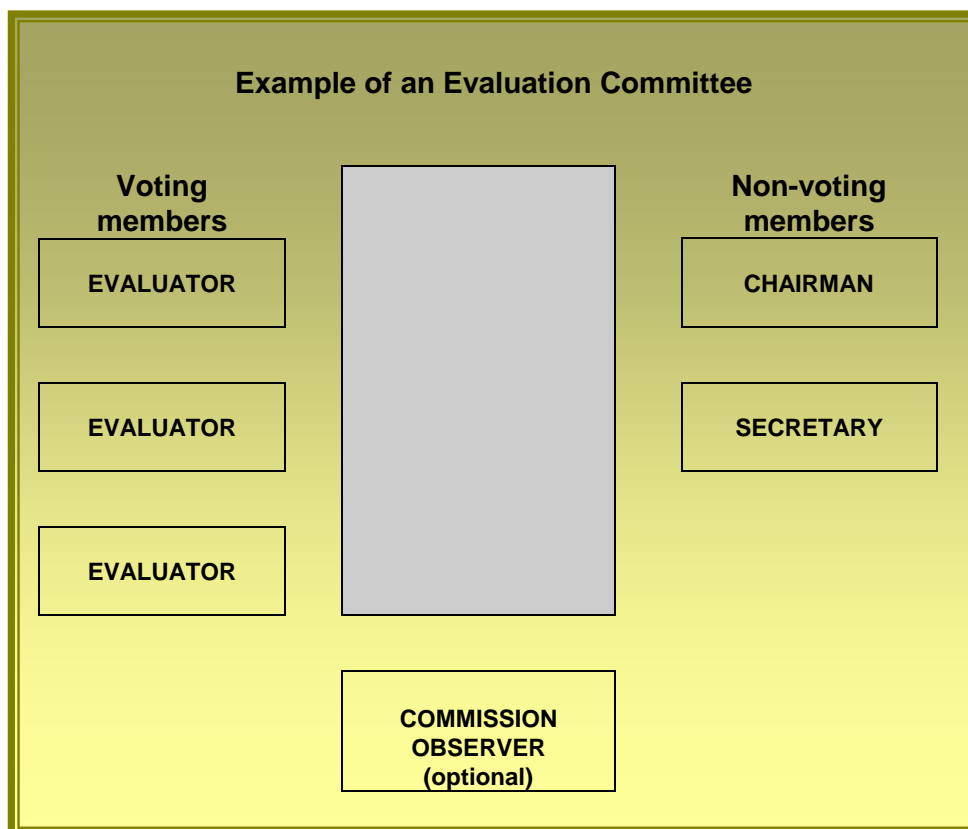 Example of an Evaluation Committee
Voting
members
EVALUATOR
EVALUATOR
EVALUATOR
Non-voting
members
CHAIRMAN
SECRETARY
COMMISSION
OBSERVER
(optional)